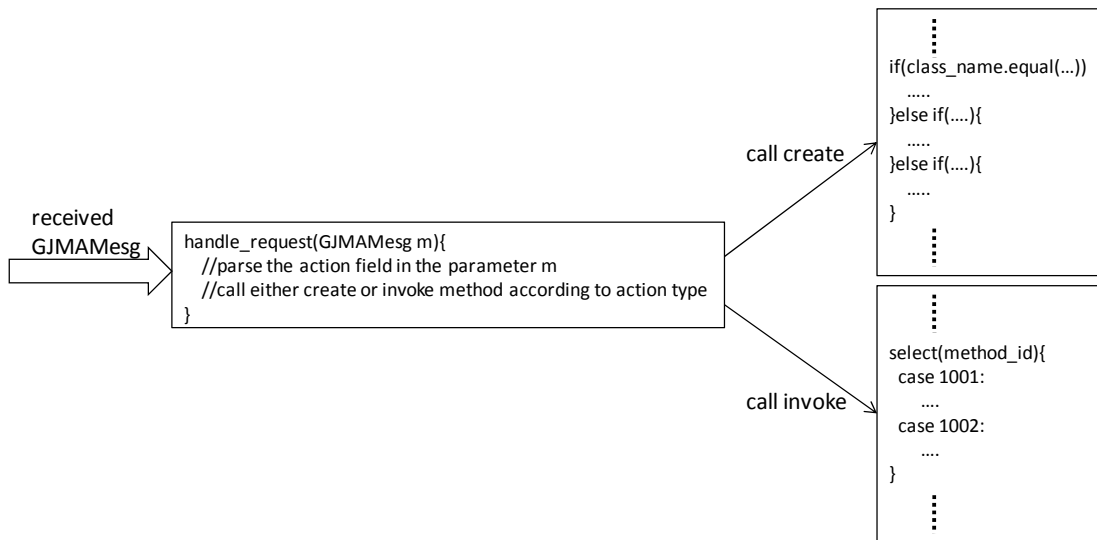 received
GJMAMesg
handle_request(GJMAMesg m){
//parse the action field in the parameter m
//call either create or invoke method according to action type
}
call create
if(class_name.equal(...))
.....
}else if(....){
.....
}else if(....){
.....
}
call invoke
select(method_id){
case 1001:
....
case 1002:
....
}